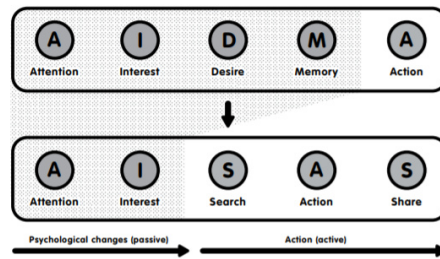 A I D M A
Attention Interest Desire Memory Action
A I S A S
Attention Interest Search Action Share
Psychological changes (passive) Action (active)